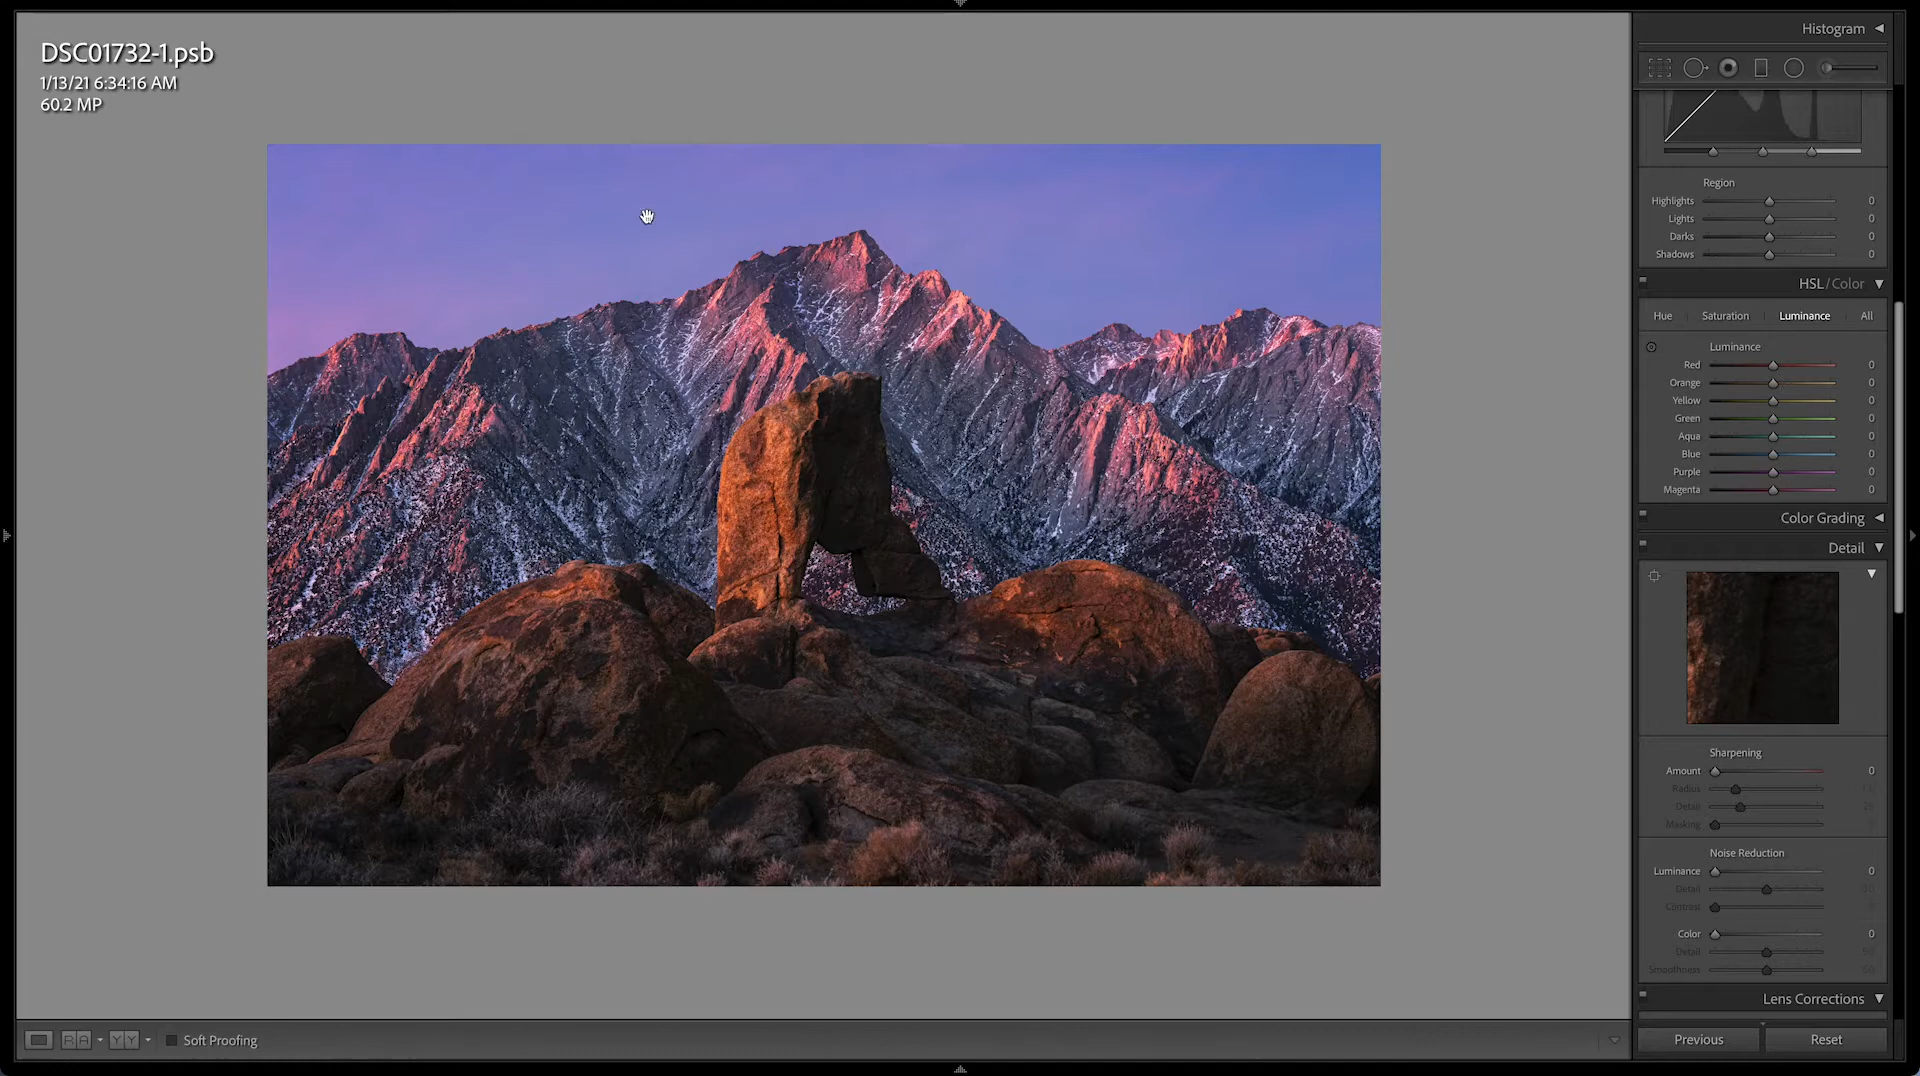 DSC01732-1.psb
1/13/21 6:34:16 AM
60.2 MP
Histogram
Region
Highlights 0
Lights 0
Darks 0
Shadows 0
HSL / Color
Hue Saturation Luminance All
Luminance
Red 0
Orange 0
Yellow 0
Green 0
Aqua 0
Blue 0
Purple 0
Magenta 0
Color Grading
Detail
Sharpening
Amount 0
Radius
Detail
Masking
Noise Reduction
Luminance 0
Detail
Contrast
Color 0
Detail
Smoothness
Lens Corrections
Soft Proofing
Previous Reset